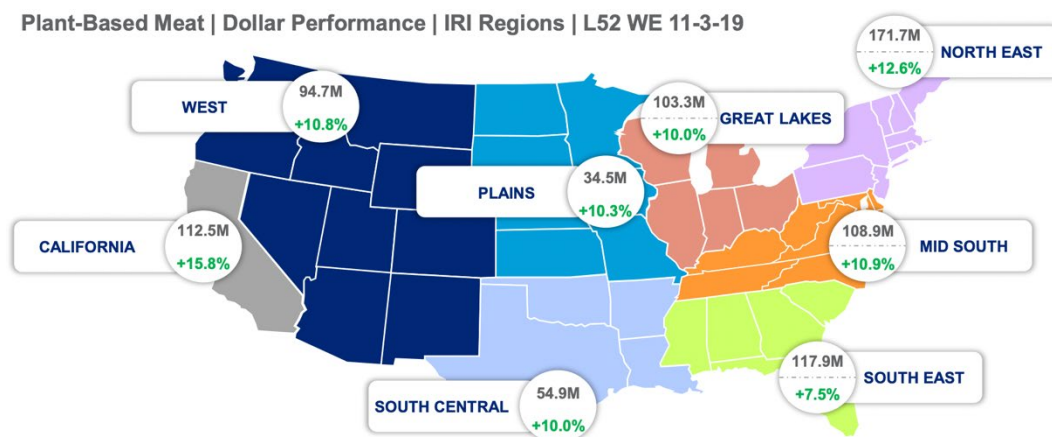 Plant-Based Meat | Dollar Performance | IRI Regions | L52 WE 11-3-19
171.7M
+12.6%
NORTH EAST
WEST
94.7M
+10.8%
103.3M
+10.0%
GREAT LAKES
PLAINS
34.5M
+10.3%
CALIFORNIA
112.5M
+15.8%
108.9M
+10.9%
MID SOUTH
117.9M
+7.5%
SOUTH EAST
SOUTH CENTRAL
54.9M
+10.0%